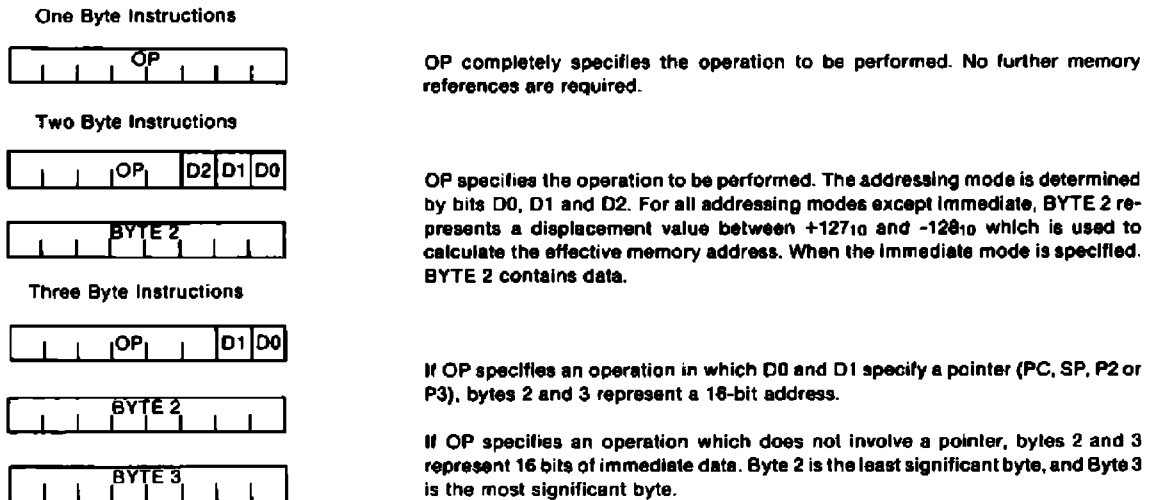 One Byte Instructions
OP
OP completely specifies the operation to be performed. No further memory
references are required.
Two Byte Instructions
OP D2 D1 D0
BYTE 2
OP specifies the operation to be performed. The addressing mode is determined
by bits D0, D1 and D2. For all addressing modes except Immediate, BYTE 2 re-
presents a displacement value between +127₁₀ and -128₁₀ which is used to
calculate the effective memory address. When the immediate mode is specified.
BYTE 2 contains data.
Three Byte Instructions
OP D1 D0
BYTE 2
BYTE 3
If OP specifies an operation in which D0 and D1 specify a pointer (PC, SP, P2 or
P3), bytes 2 and 3 represent a 16-bit address.
If OP specifies an operation which does not involve a pointer, bytes 2 and 3
represent 16 bits of immediate data. Byte 2 is the least significant byte, and Byte 3
is the most significant byte.